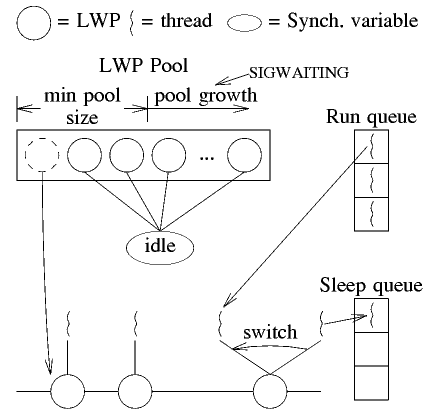 = LWP = thread = Synch. variable
LWP Pool
SIGWAITING
min pool size
pool growth
Run queue
...
idle
Sleep queue
switch